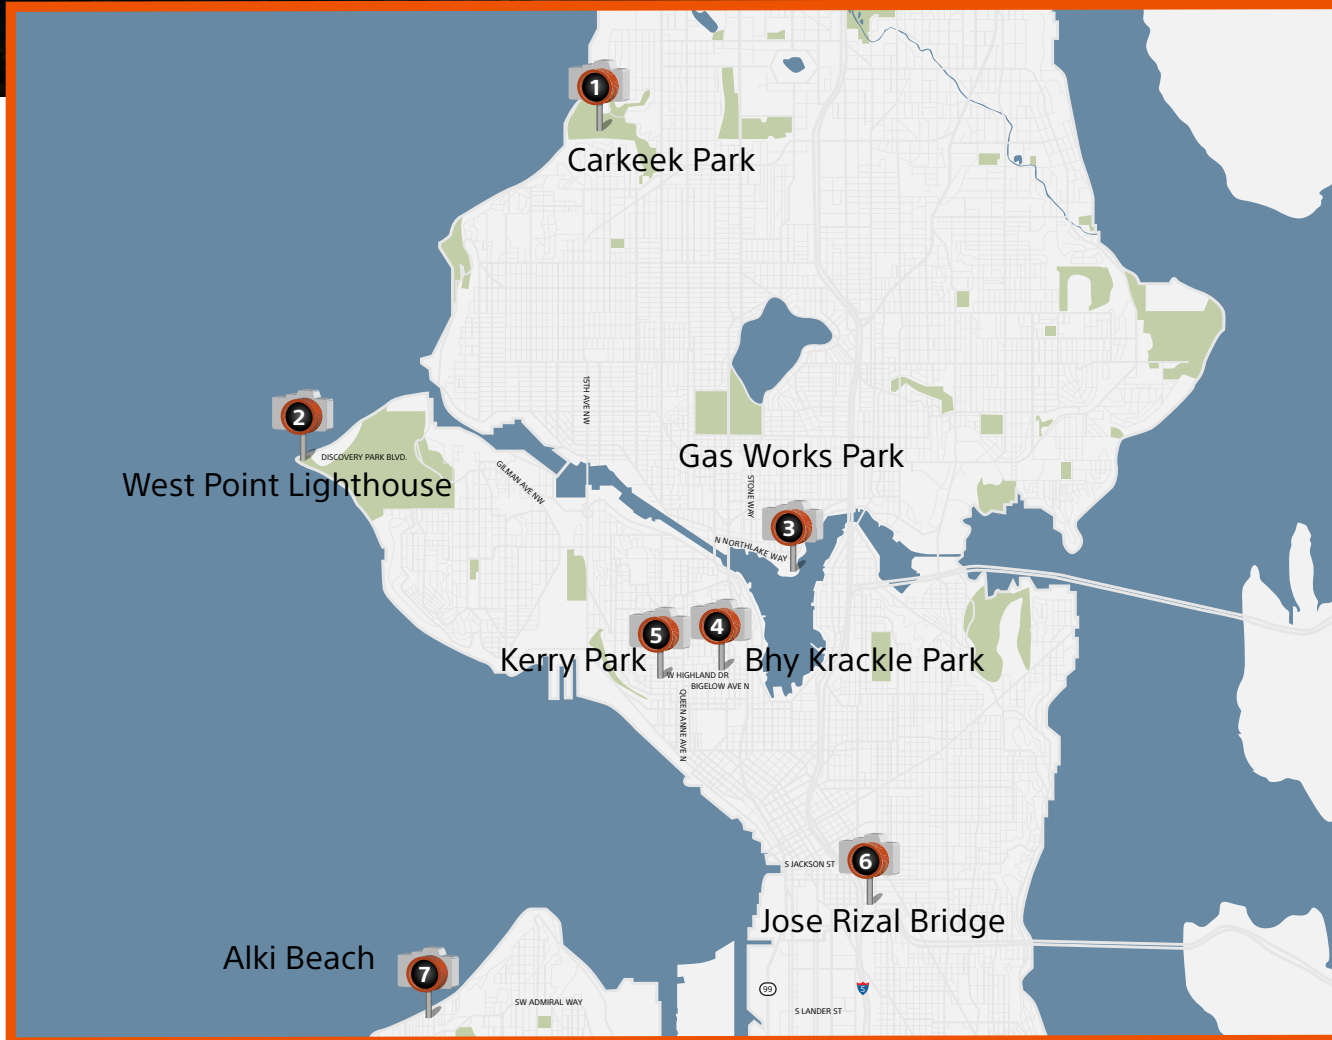 1
Carkeek Park
15TH AVE NW
2
DISCOVERY PARK BLVD.
West Point Lighthouse
GILMAN AVE NW
Gas Works Park
STONE WAY
3
N NORTHLAKE WAY
5
4
Kerry Park
Bhy Krackle Park
W HIGHLAND DR
BIGELOW AVE N
QUEEN ANNE AVE N
6
S JACKSON ST
Jose Rizal Bridge
Alki Beach
7
99
5
SW ADMIRAL WAY
S LANDER ST